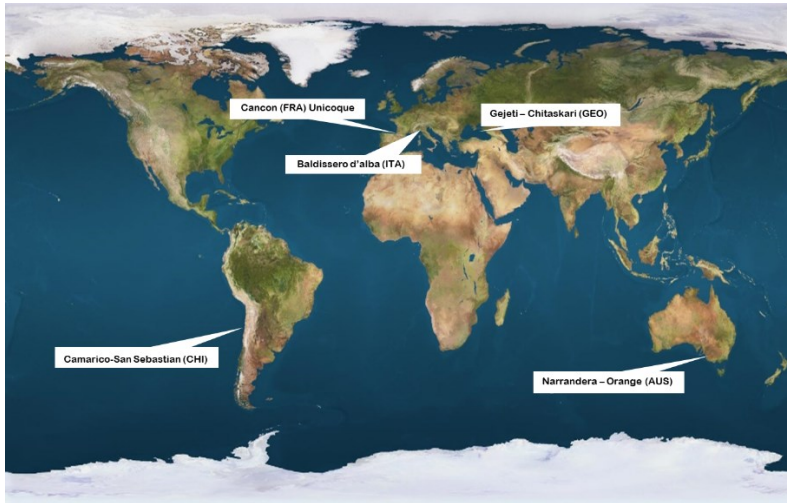 Cancon (FRA) Unicoque
Gejeti – Chitaskari (GEO)
Baldissero d'alba (ITA)
Camarico-San Sebastian (CHI)
Narrandera – Orange (AUS)